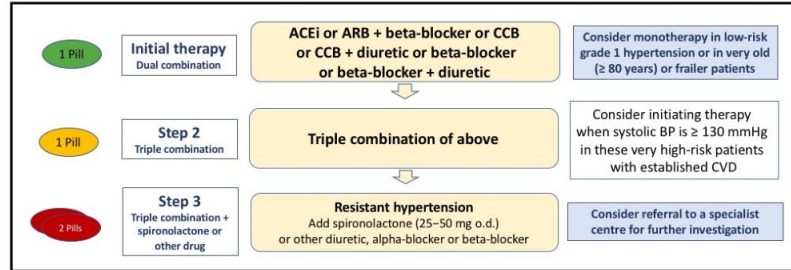 1 Pill
Initial therapy
Dual combination
ACEi or ARB + beta-blocker or CCB
or CCB + diuretic or beta-blocker
or beta-blocker + diuretic
Consider monotherapy in low-risk
grade 1 hypertension or in very old
(≥ 80 years) or frailer patients
1 Pill
Step 2
Triple combination
Triple combination of above
Consider initiating therapy
when systolic BP is ≥ 130 mmHg
in these very high-risk patients
with established CVD
2 Pills
Step 3
Triple combination +
spironolactone or
other drug
Resistant hypertension
Add spironolactone (25–50 mg o.d.)
or other diuretic, alpha-blocker or beta-blocker
Consider referral to a specialist
centre for further investigation